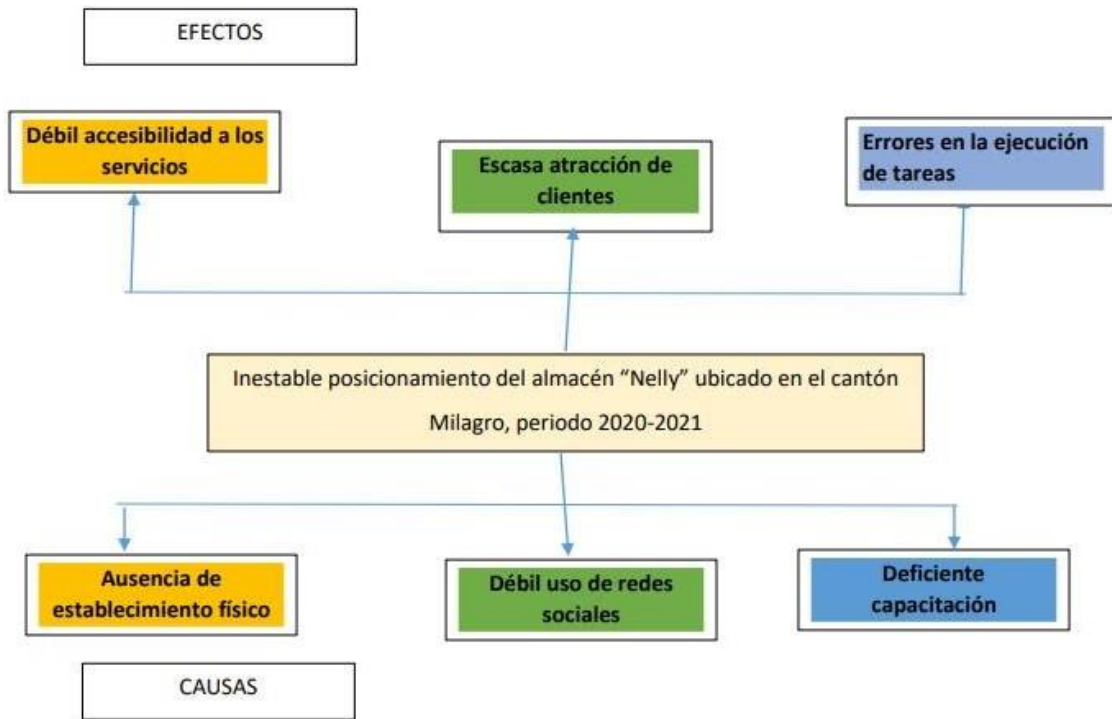 EFECTOS
Débil accesibilidad a los
servicios
Escasa atracción de
clientes
Errores en la ejecución
de tareas
Inestable posicionamiento del almacén “Nelly” ubicado en el cantón
Milagro, periodo 2020-2021
Ausencia de
establecimiento físico
Débil uso de redes
sociales
Deficiente
capacitación
CAUSAS